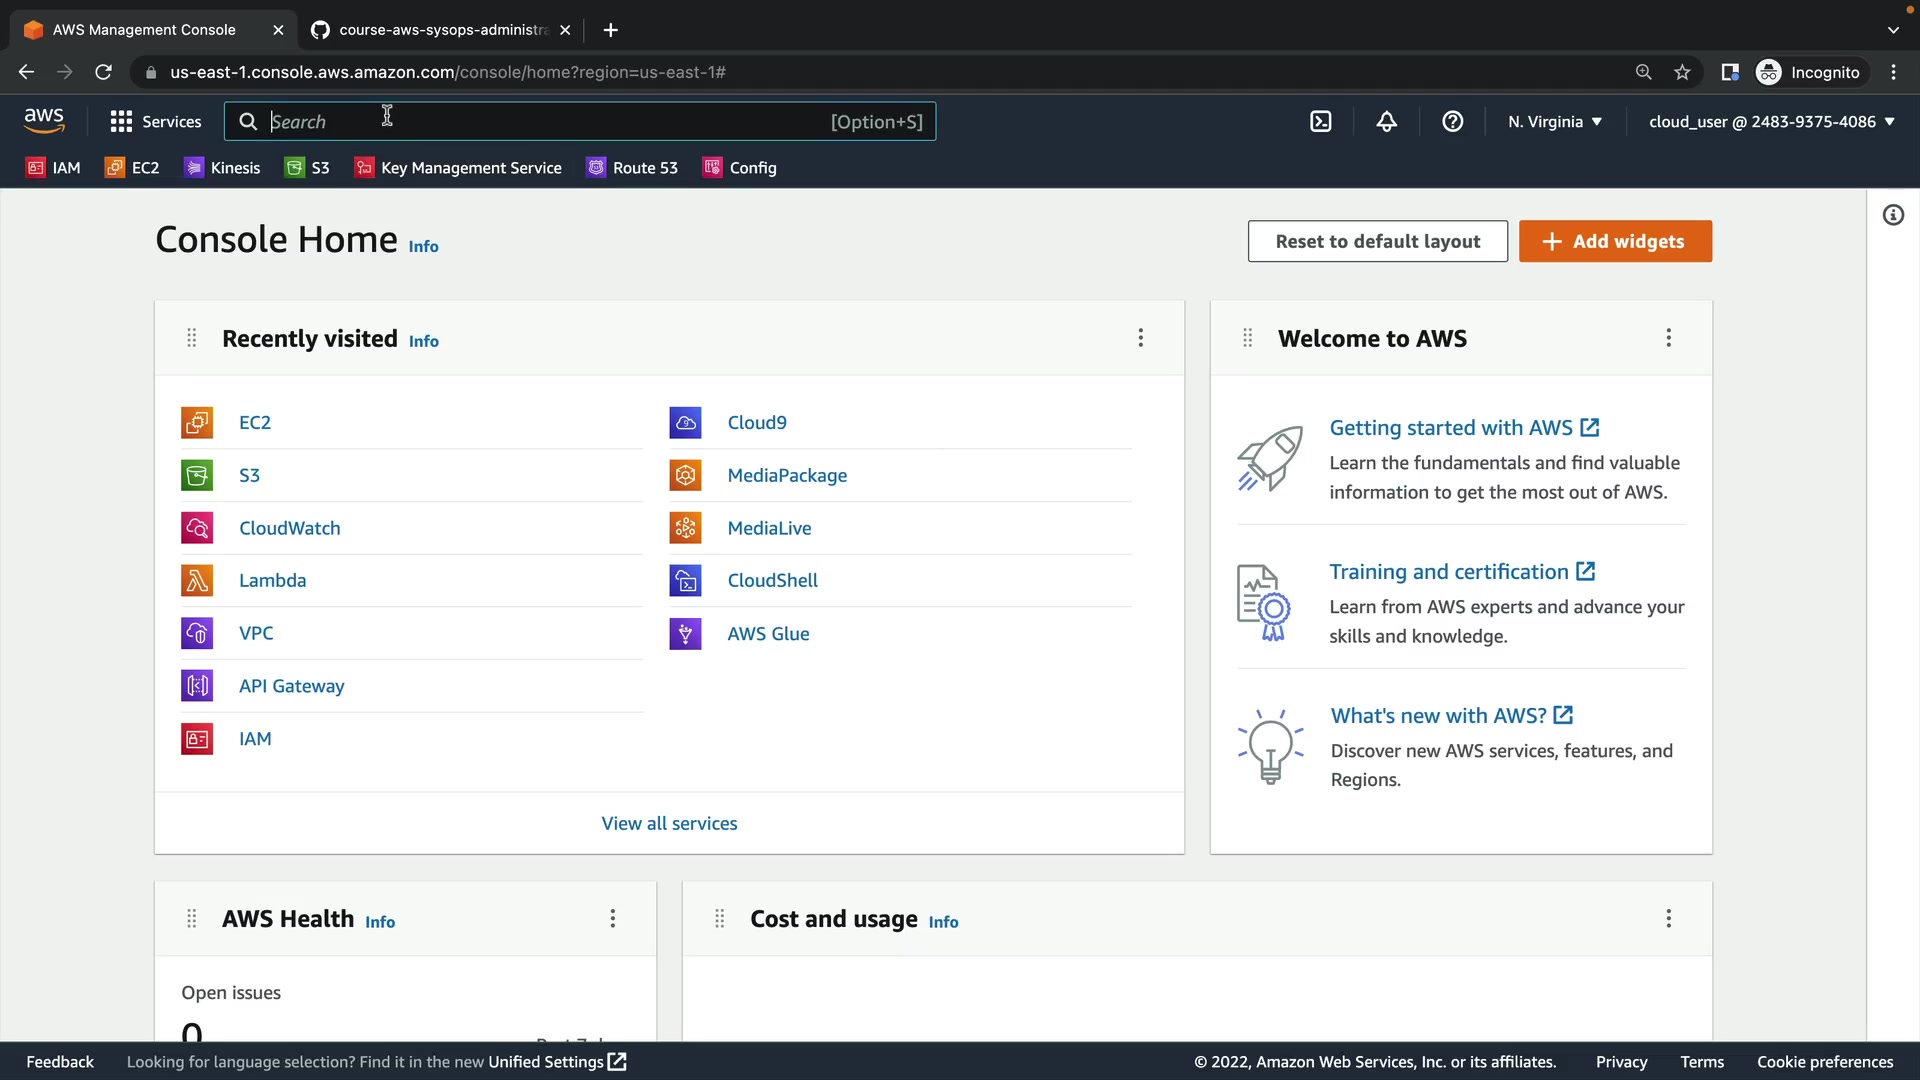 AWS Management Console
course-aws-sysops-administra
us-east-1.console.aws.amazon.com/console/home?region=us-east-1#
Incognito
aws
Services
Search
[Option+S]
N. Virginia
cloud_user @ 2483-9375-4086
IAM
EC2
Kinesis
S3
Key Management Service
Route 53
Config
Console Home Info
Reset to default layout
Add widgets
Recently visited Info
EC2
S3
CloudWatch
Lambda
VPC
API Gateway
IAM
Cloud9
MediaPackage
MediaLive
CloudShell
AWS Glue
View all services
Welcome to AWS
Getting started with AWS
Learn the fundamentals and find valuable
information to get the most out of AWS.
Training and certification
Learn from AWS experts and advance your
skills and knowledge.
What's new with AWS?
Discover new AWS services, features, and
Regions.
AWS Health Info
Open issues
0
Cost and usage Info
Feedback
Looking for language selection? Find it in the new Unified Settings
© 2022, Amazon Web Services, Inc. or its affiliates.
Privacy
Terms
Cookie preferences